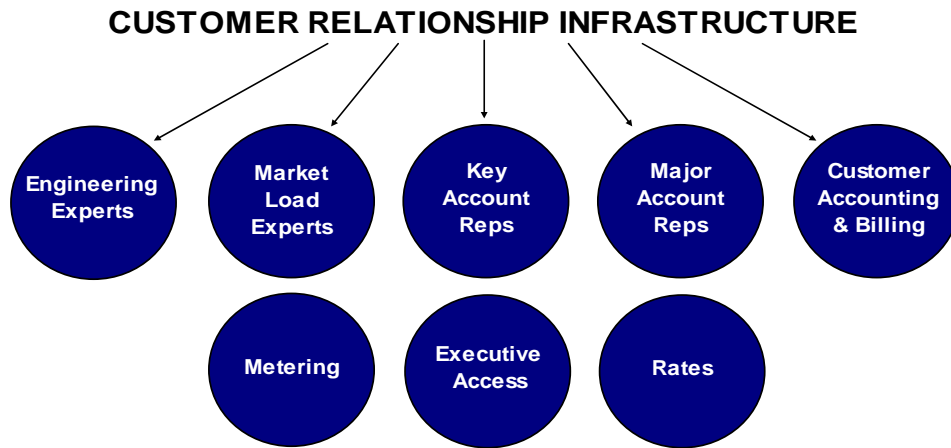 CUSTOMER RELATIONSHIP INFRASTRUCTURE
Engineering
Experts
Market
Load
Experts
Key
Account
Reps
Major
Account
Reps
Customer
Accounting
& Billing
Metering
Executive
Access
Rates